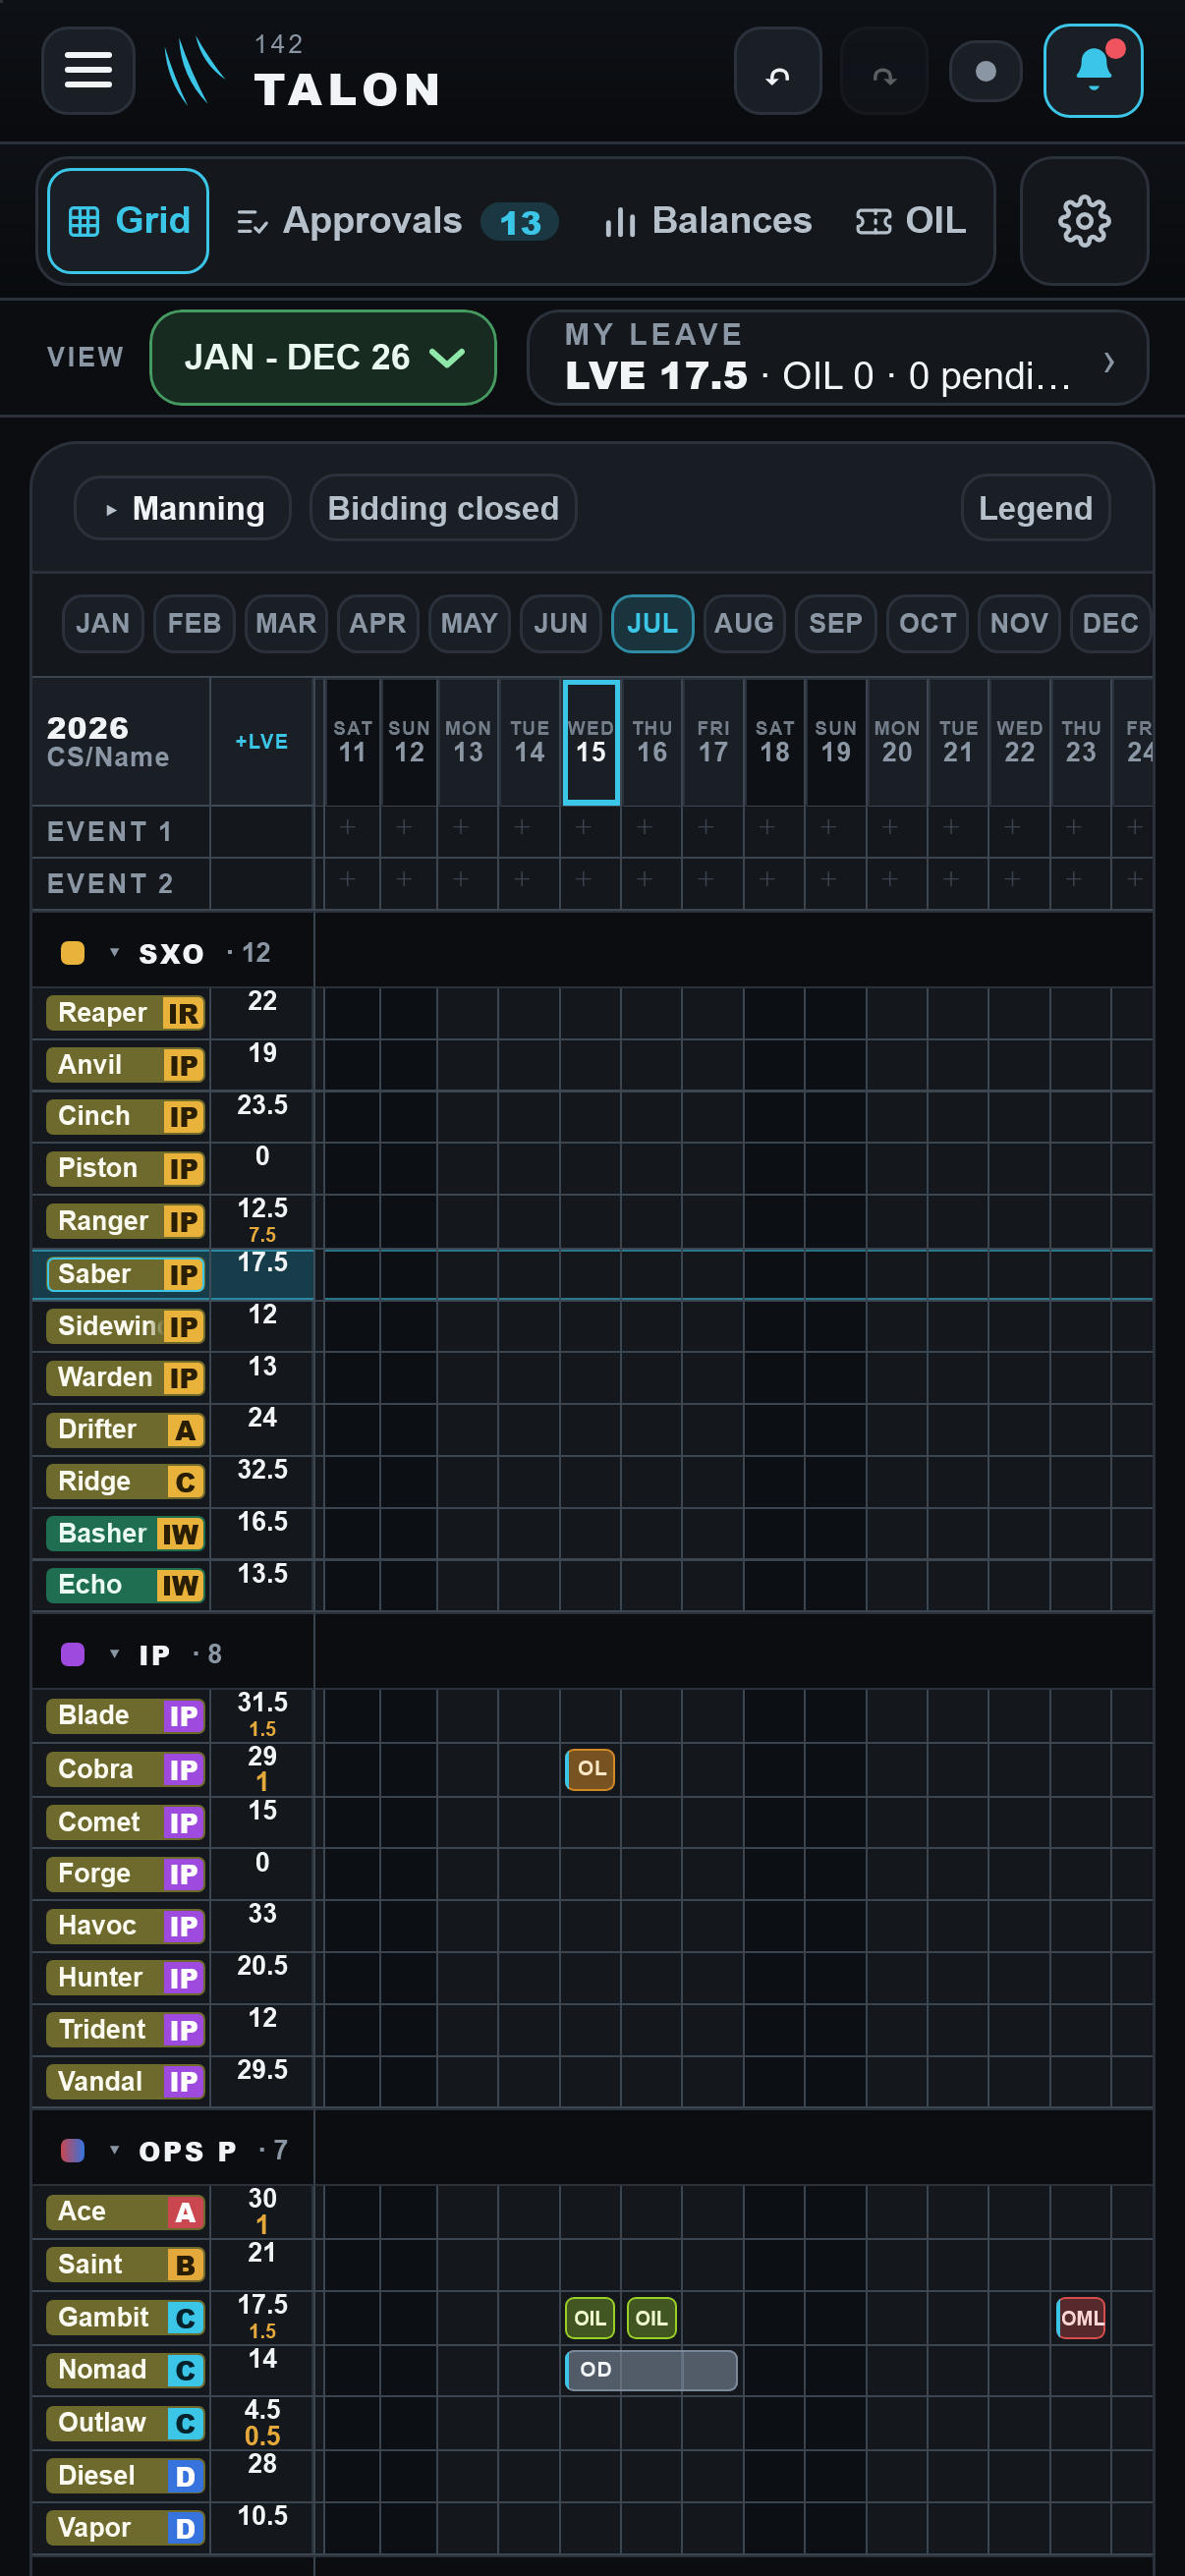 142
TALON
Grid
Approvals 13
Balances
OIL
VIEW
JAN - DEC 26
MY LEAVE
LVE 17.5 · OIL 0 · 0 pendi…
Manning
Bidding closed
Legend
JAN FEB MAR APR MAY JUN JUL AUG SEP OCT NOV DEC
2026
CS/Name
+LVE
SAT SUN MON TUE WED THU FRI SAT SUN MON TUE WED THU FR
11 12 13 14 15 16 17 18 19 20 21 22 23 24
EVENT 1 + + + + + + + + + + + + + +
EVENT 2 + + + + + + + + + + + + + +
SXO · 12
Reaper IR 22
Anvil IP 19
Cinch IP 23.5
Piston IP 0
Ranger IP 12.5
7.5
Saber IP 17.5
Sidewin IP 12
Warden IP 13
Drifter A 24
Ridge C 32.5
Basher IW 16.5
Echo IW 13.5
IP · 8
Blade IP 31.5
1.5
Cobra IP 29 OL
1
Comet IP 15
Forge IP 0
Havoc IP 33
Hunter IP 20.5
Trident IP 12
Vandal IP 29.5
OPS P · 7
Ace A 30
1
Saint B 21
Gambit C 17.5 OIL OIL OML
1.5
Nomad C 14 OD
Outlaw C 4.5
0.5
Diesel D 28
Vapor D 10.5